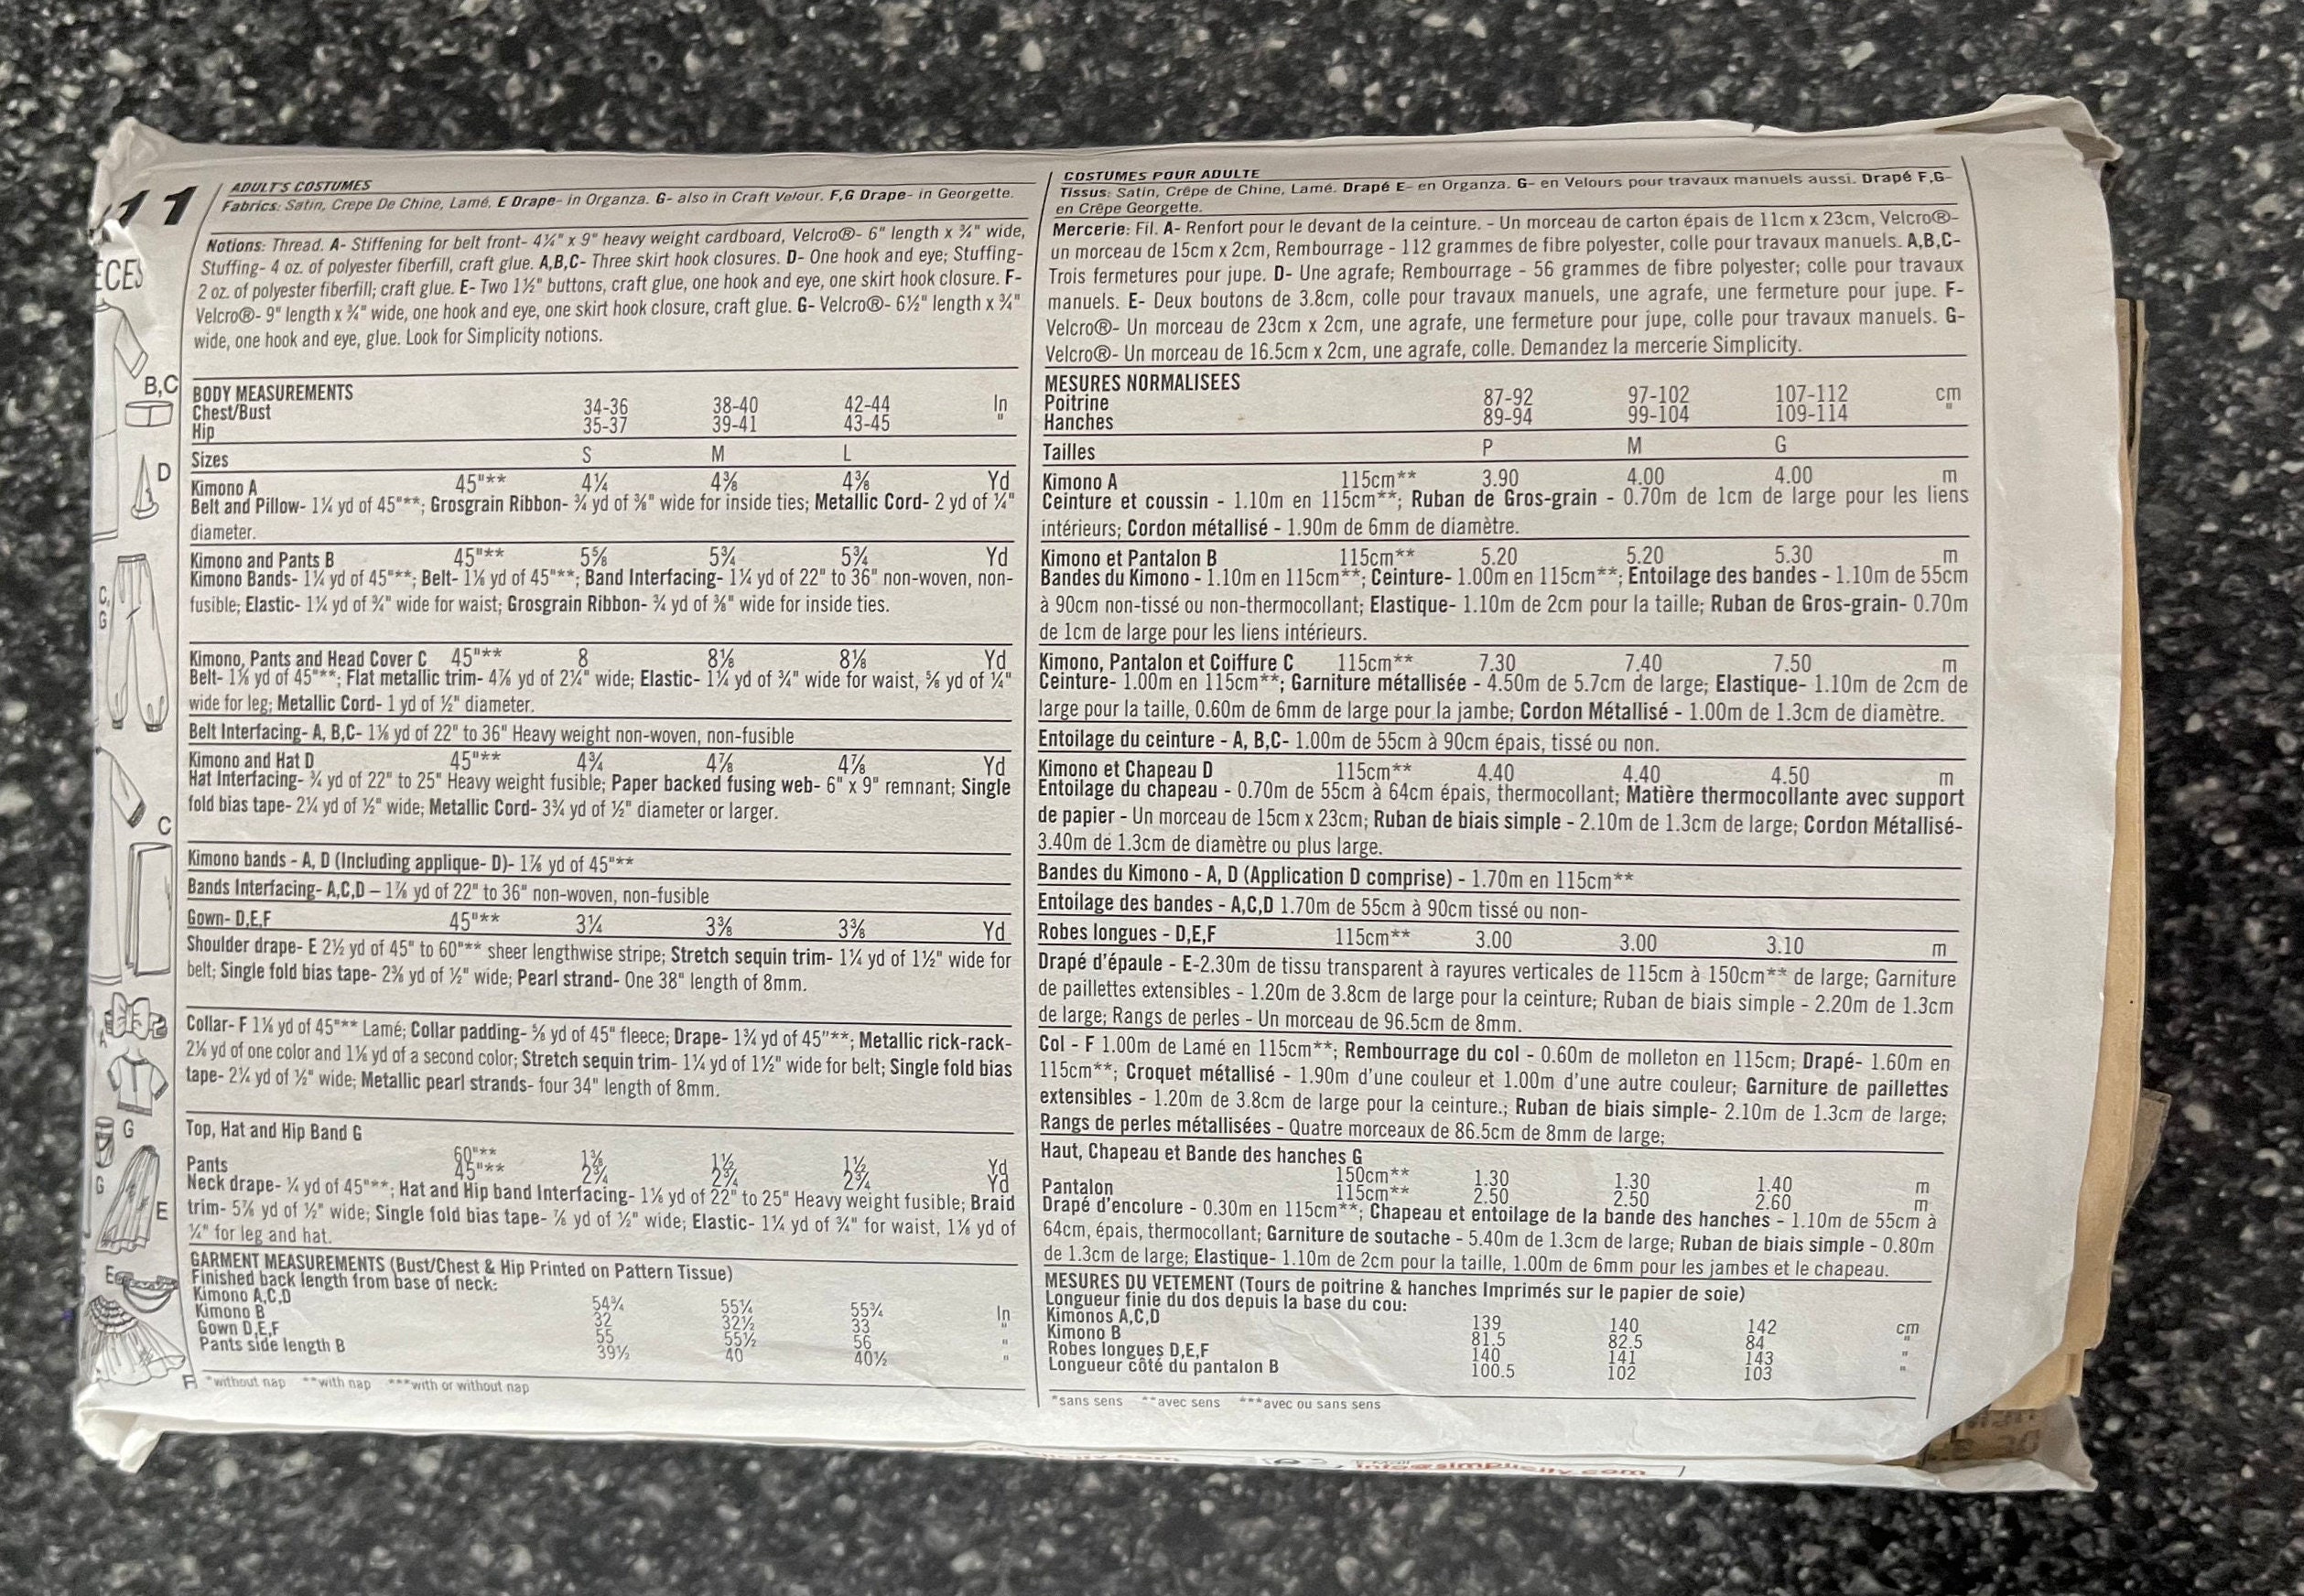 11
ADULT'S COSTUMES
Fabrics: Satin, Crepe De Chine, Lamé, E Drape- in Organza. G- also in Craft Velour. F,G Drape- in Georgette.
Notions: Thread. A- Stiffening for belt front- 4¼" x 9" heavy weight cardboard, Velcro®- 6" length x ¾" wide,
Stuffing- 4 oz. of polyester fiberfill, craft glue. A,B,C- Three skirt hook closures. D- One hook and eye; Stuffing-
2 oz. of polyester fiberfill; craft glue. E- Two 1½" buttons, craft glue, one hook and eye, one skirt hook closure. F-
Velcro®- 9" length x ¾" wide, one hook and eye, one skirt hook closure, craft glue. G- Velcro®- 6½" length x ¾"
wide, one hook and eye, glue. Look for Simplicity notions.
BODY MEASUREMENTS
Chest/Bust 34-36 38-40 42-44 In
Hip 35-37 39-41 43-45 "
Sizes S M L
Kimono A 45"** 4¼ 4⅜ 4⅜ Yd
Belt and Pillow- 1¼ yd of 45"**; Grosgrain Ribbon- ¾ yd of ⅜" wide for inside ties; Metallic Cord- 2 yd of ¼"
diameter.
Kimono and Pants B 45"** 5⅝ 5¾ 5¾ Yd
Kimono Bands- 1¼ yd of 45"**; Belt- 1⅛ yd of 45"**; Band Interfacing- 1¼ yd of 22" to 36" non-woven, non-
fusible; Elastic- 1¼ yd of ¾" wide for waist; Grosgrain Ribbon- ¾ yd of ⅜" wide for inside ties.
Kimono, Pants and Head Cover C 45"** 8 8⅛ 8⅛ Yd
Belt- 1⅛ yd of 45"**; Flat metallic trim- 4⅞ yd of 2¼" wide; Elastic- 1¼ yd of ¾" wide for waist, ⅝ yd of ¼"
wide for leg; Metallic Cord- 1 yd of ½" diameter.
Belt Interfacing- A, B,C- 1⅛ yd of 22" to 36" Heavy weight non-woven, non-fusible
Kimono and Hat D 45"** 4¾ 4⅞ 4⅞ Yd
Hat Interfacing- ¾ yd of 22" to 25" Heavy weight fusible; Paper backed fusing web- 6" x 9" remnant; Single
fold bias tape- 2¼ yd of ½" wide; Metallic Cord- 3¾ yd of ½" diameter or larger.
Kimono bands - A, D (Including applique- D)- 1⅞ yd of 45"**
Bands Interfacing- A,C,D – 1⅞ yd of 22" to 36" non-woven, non-fusible
Gown- D,E,F 45"** 3¼ 3⅜ 3⅜ Yd
Shoulder drape- E 2½ yd of 45" to 60"** sheer lengthwise stripe; Stretch sequin trim- 1¼ yd of 1½" wide for
belt; Single fold bias tape- 2⅜ yd of ½" wide; Pearl strand- One 38" length of 8mm.
Collar- F 1⅛ yd of 45"** Lamé; Collar padding- ⅝ yd of 45" fleece; Drape- 1¾ yd of 45"**; Metallic rick-rack-
2⅛ yd of one color and 1⅛ yd of a second color; Stretch sequin trim- 1¼ yd of 1½" wide for belt; Single fold bias
tape- 2¼ yd of ½" wide; Metallic pearl strands- four 34" length of 8mm.
Top, Hat and Hip Band G
60"** 1⅜ 1½ 1½ Yd
Pants 45"** 2¾ 2¾ 2¾ Yd
Neck drape- ¼ yd of 45"**; Hat and Hip band Interfacing- 1⅛ yd of 22" to 25" Heavy weight fusible; Braid
trim- 5⅞ yd of ½" wide; Single fold bias tape- ⅞ yd of ½" wide; Elastic- 1¼ yd of ¾" for waist, 1⅛ yd of
¼" for leg and hat.
GARMENT MEASUREMENTS (Bust/Chest & Hip Printed on Pattern Tissue)
Finished back length from base of neck:
Kimono A,C,D 54¾ 55¼ 55¾ In
Kimono B 32 32½ 33 "
Gown D,E,F 55 55½ 56 "
Pants side length B 39½ 40 40½ "
*without nap **with nap ***with or without nap
COSTUMES POUR ADULTE
Tissus: Satin, Crêpe de Chine, Lamé. Drapé E- en Organza. G- en Velours pour travaux manuels aussi. Drapé F,G-
en Crêpe Georgette.
Mercerie: Fil. A- Renfort pour le devant de la ceinture. - Un morceau de carton épais de 11cm x 23cm, Velcro®-
un morceau de 15cm x 2cm, Rembourrage - 112 grammes de fibre polyester, colle pour travaux manuels. A,B,C-
Trois fermetures pour jupe. D- Une agrafe; Rembourrage - 56 grammes de fibre polyester; colle pour travaux
manuels. E- Deux boutons de 3.8cm, colle pour travaux manuels, une agrafe, une fermeture pour jupe. F-
Velcro®- Un morceau de 23cm x 2cm, une agrafe, une fermeture pour jupe, colle pour travaux manuels. G-
Velcro®- Un morceau de 16.5cm x 2cm, une agrafe, colle. Demandez la mercerie Simplicity.
MESURES NORMALISEES
Poitrine 87-92 97-102 107-112 cm
Hanches 89-94 99-104 109-114 "
Tailles P M G
Kimono A 115cm** 3.90 4.00 4.00 m
Ceinture et coussin - 1.10m en 115cm**; Ruban de Gros-grain - 0.70m de 1cm de large pour les liens
intérieurs; Cordon métallisé - 1.90m de 6mm de diamètre.
Kimono et Pantalon B 115cm** 5.20 5.20 5.30 m
Bandes du Kimono - 1.10m en 115cm**; Ceinture- 1.00m en 115cm**; Entoilage des bandes - 1.10m de 55cm
à 90cm non-tissé ou non-thermocollant; Elastique- 1.10m de 2cm pour la taille; Ruban de Gros-grain- 0.70m
de 1cm de large pour les liens intérieurs.
Kimono, Pantalon et Coiffure C 115cm** 7.30 7.40 7.50 m
Ceinture- 1.00m en 115cm**; Garniture métallisée - 4.50m de 5.7cm de large; Elastique- 1.10m de 2cm de
large pour la taille, 0.60m de 6mm de large pour la jambe; Cordon Métallisé - 1.00m de 1.3cm de diamètre.
Entoilage du ceinture - A, B,C- 1.00m de 55cm à 90cm épais, tissé ou non.
Kimono et Chapeau D 115cm** 4.40 4.40 4.50 m
Entoilage du chapeau - 0.70m de 55cm à 64cm épais, thermocollant; Matière thermocollante avec support
de papier - Un morceau de 15cm x 23cm; Ruban de biais simple - 2.10m de 1.3cm de large; Cordon Métallisé-
3.40m de 1.3cm de diamètre ou plus large.
Bandes du Kimono - A, D (Application D comprise) - 1.70m en 115cm**
Entoilage des bandes - A,C,D 1.70m de 55cm à 90cm tissé ou non-
Robes longues - D,E,F 115cm** 3.00 3.00 3.10 m
Drapé d'épaule - E-2.30m de tissu transparent à rayures verticales de 115cm à 150cm** de large; Garniture
de paillettes extensibles - 1.20m de 3.8cm de large pour la ceinture; Ruban de biais simple - 2.20m de 1.3cm
de large; Rangs de perles - Un morceau de 96.5cm de 8mm.
Col - F 1.00m de Lamé en 115cm**; Rembourrage du col - 0.60m de molleton en 115cm; Drapé- 1.60m en
115cm**; Croquet métallisé - 1.90m d'une couleur et 1.00m d'une autre couleur; Garniture de paillettes
extensibles - 1.20m de 3.8cm de large pour la ceinture.; Ruban de biais simple- 2.10m de 1.3cm de large;
Rangs de perles métallisées - Quatre morceaux de 86.5cm de 8mm de large;
Haut, Chapeau et Bande des hanches G
150cm** 1.30 1.30 1.40 m
Pantalon 115cm** 2.50 2.50 2.60 m
Drapé d'encolure - 0.30m en 115cm**; Chapeau et entoilage de la bande des hanches - 1.10m de 55cm à
64cm, épais, thermocollant; Garniture de soutache - 5.40m de 1.3cm de large; Ruban de biais simple - 0.80m
de 1.3cm de large; Elastique- 1.10m de 2cm pour la taille, 1.00m de 6mm pour les jambes et le chapeau.
MESURES DU VETEMENT (Tours de poitrine & hanches Imprimés sur le papier de soie)
Longueur finie du dos depuis la base du cou:
Kimonos A,C,D 139 140 142 cm
Kimono B 81.5 82.5 84 "
Robes longues D,E,F 140 141 143 "
Longueur côté du pantalon B 100.5 102 103 "
*sans sens **avec sens ***avec ou sans sens
B,C
D
C,
G
C
A
G
G
E
E
F
info@simplicity.com